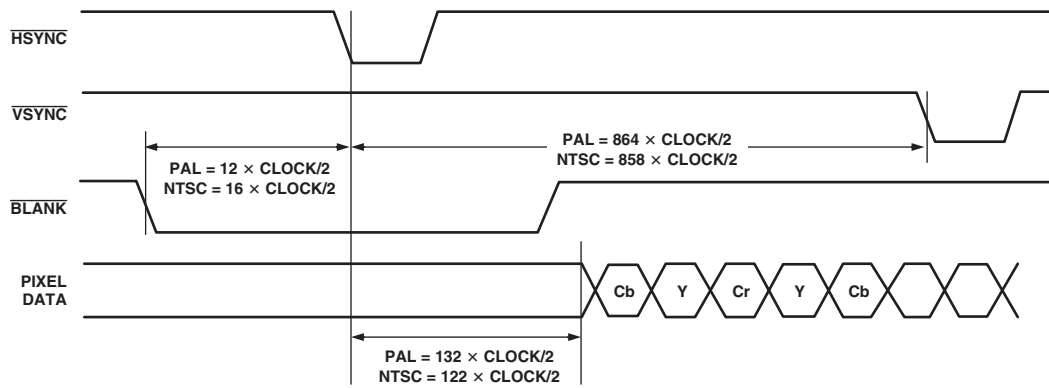 HSYNC
VSYNC
PAL = 12 × CLOCK/2
NTSC = 16 × CLOCK/2
PAL = 864 × CLOCK/2
NTSC = 858 × CLOCK/2
BLANK
PIXEL
DATA
Cb Y Cr Y Cb
PAL = 132 × CLOCK/2
NTSC = 122 × CLOCK/2